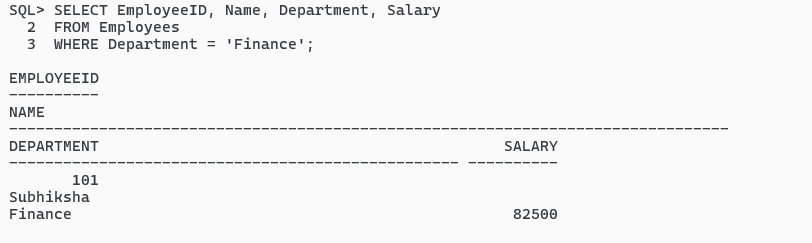 SQL> SELECT EmployeeID, Name, Department, Salary
  2  FROM Employees
  3  WHERE Department = 'Finance';
EMPLOYEEID
----------
NAME
--------------------------------------------------------------------------------
DEPARTMENT                                             SALARY
-------------------------------------------------- ----------
       101
Subhiksha
Finance                                                 82500